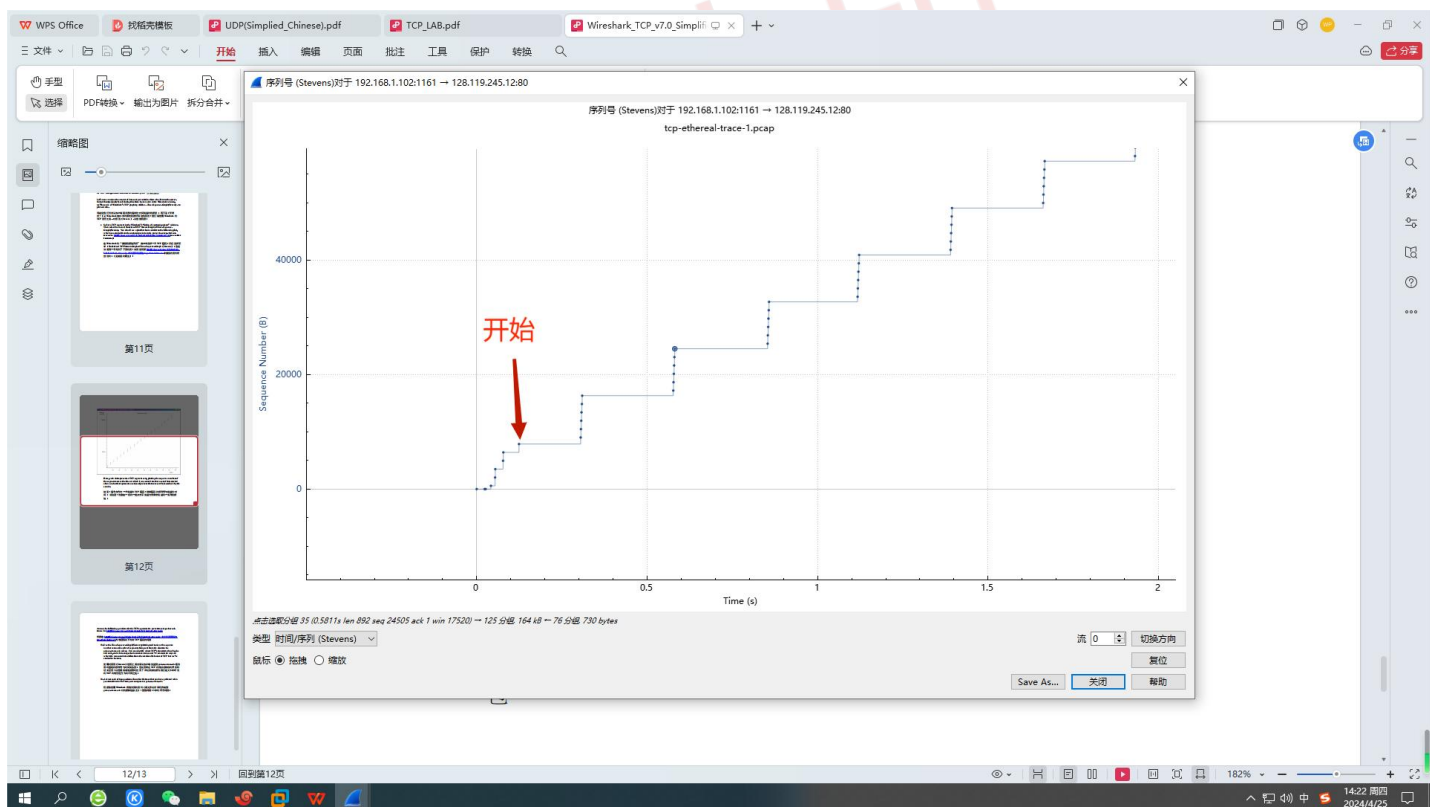 WPS Office
找稻壳模板
UDP(Simplied_Chinese).pdf
TCP_LAB.pdf
Wireshark_TCP_v7.0_Simplifi
三 文件
开始
插入
编辑
页面
批注
工具
保护
转换
分享
手型
选择
PDF转换
输出为图片
拆分合并
缩略图
第11页
第12页
序列号 (Stevens)对于 192.168.1.102:1161 → 128.119.245.12:80
序列号 (Stevens)对于 192.168.1.102:1161 → 128.119.245.12:80
tcp-ethereal-trace-1.pcap
Sequence Number (B)
40000
20000
0
开始
0
0.5
1
1.5
2
Time (s)
点击选取分组 35 (0.5811s len 892 seq 24505 ack 1 win 17520) → 125 分组, 164 kB ← 76 分组, 730 bytes
类型 时间/序列 (Stevens)
流 0
切换方向
鼠标 拖拽 缩放
复位
Save As...
关闭
帮助
12/13
回到第12页
182%
中
14:22 周四
2024/4/25